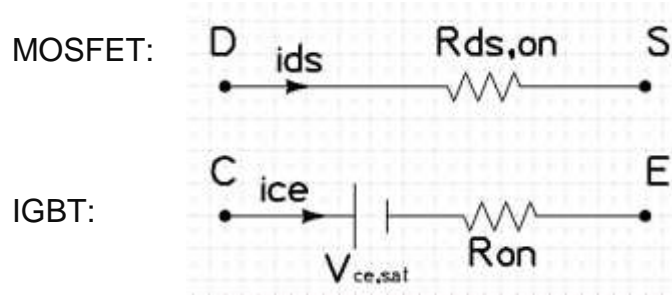 MOSFET:
D ids Rds,on S
IGBT:
C ice Vce,sat Ron E